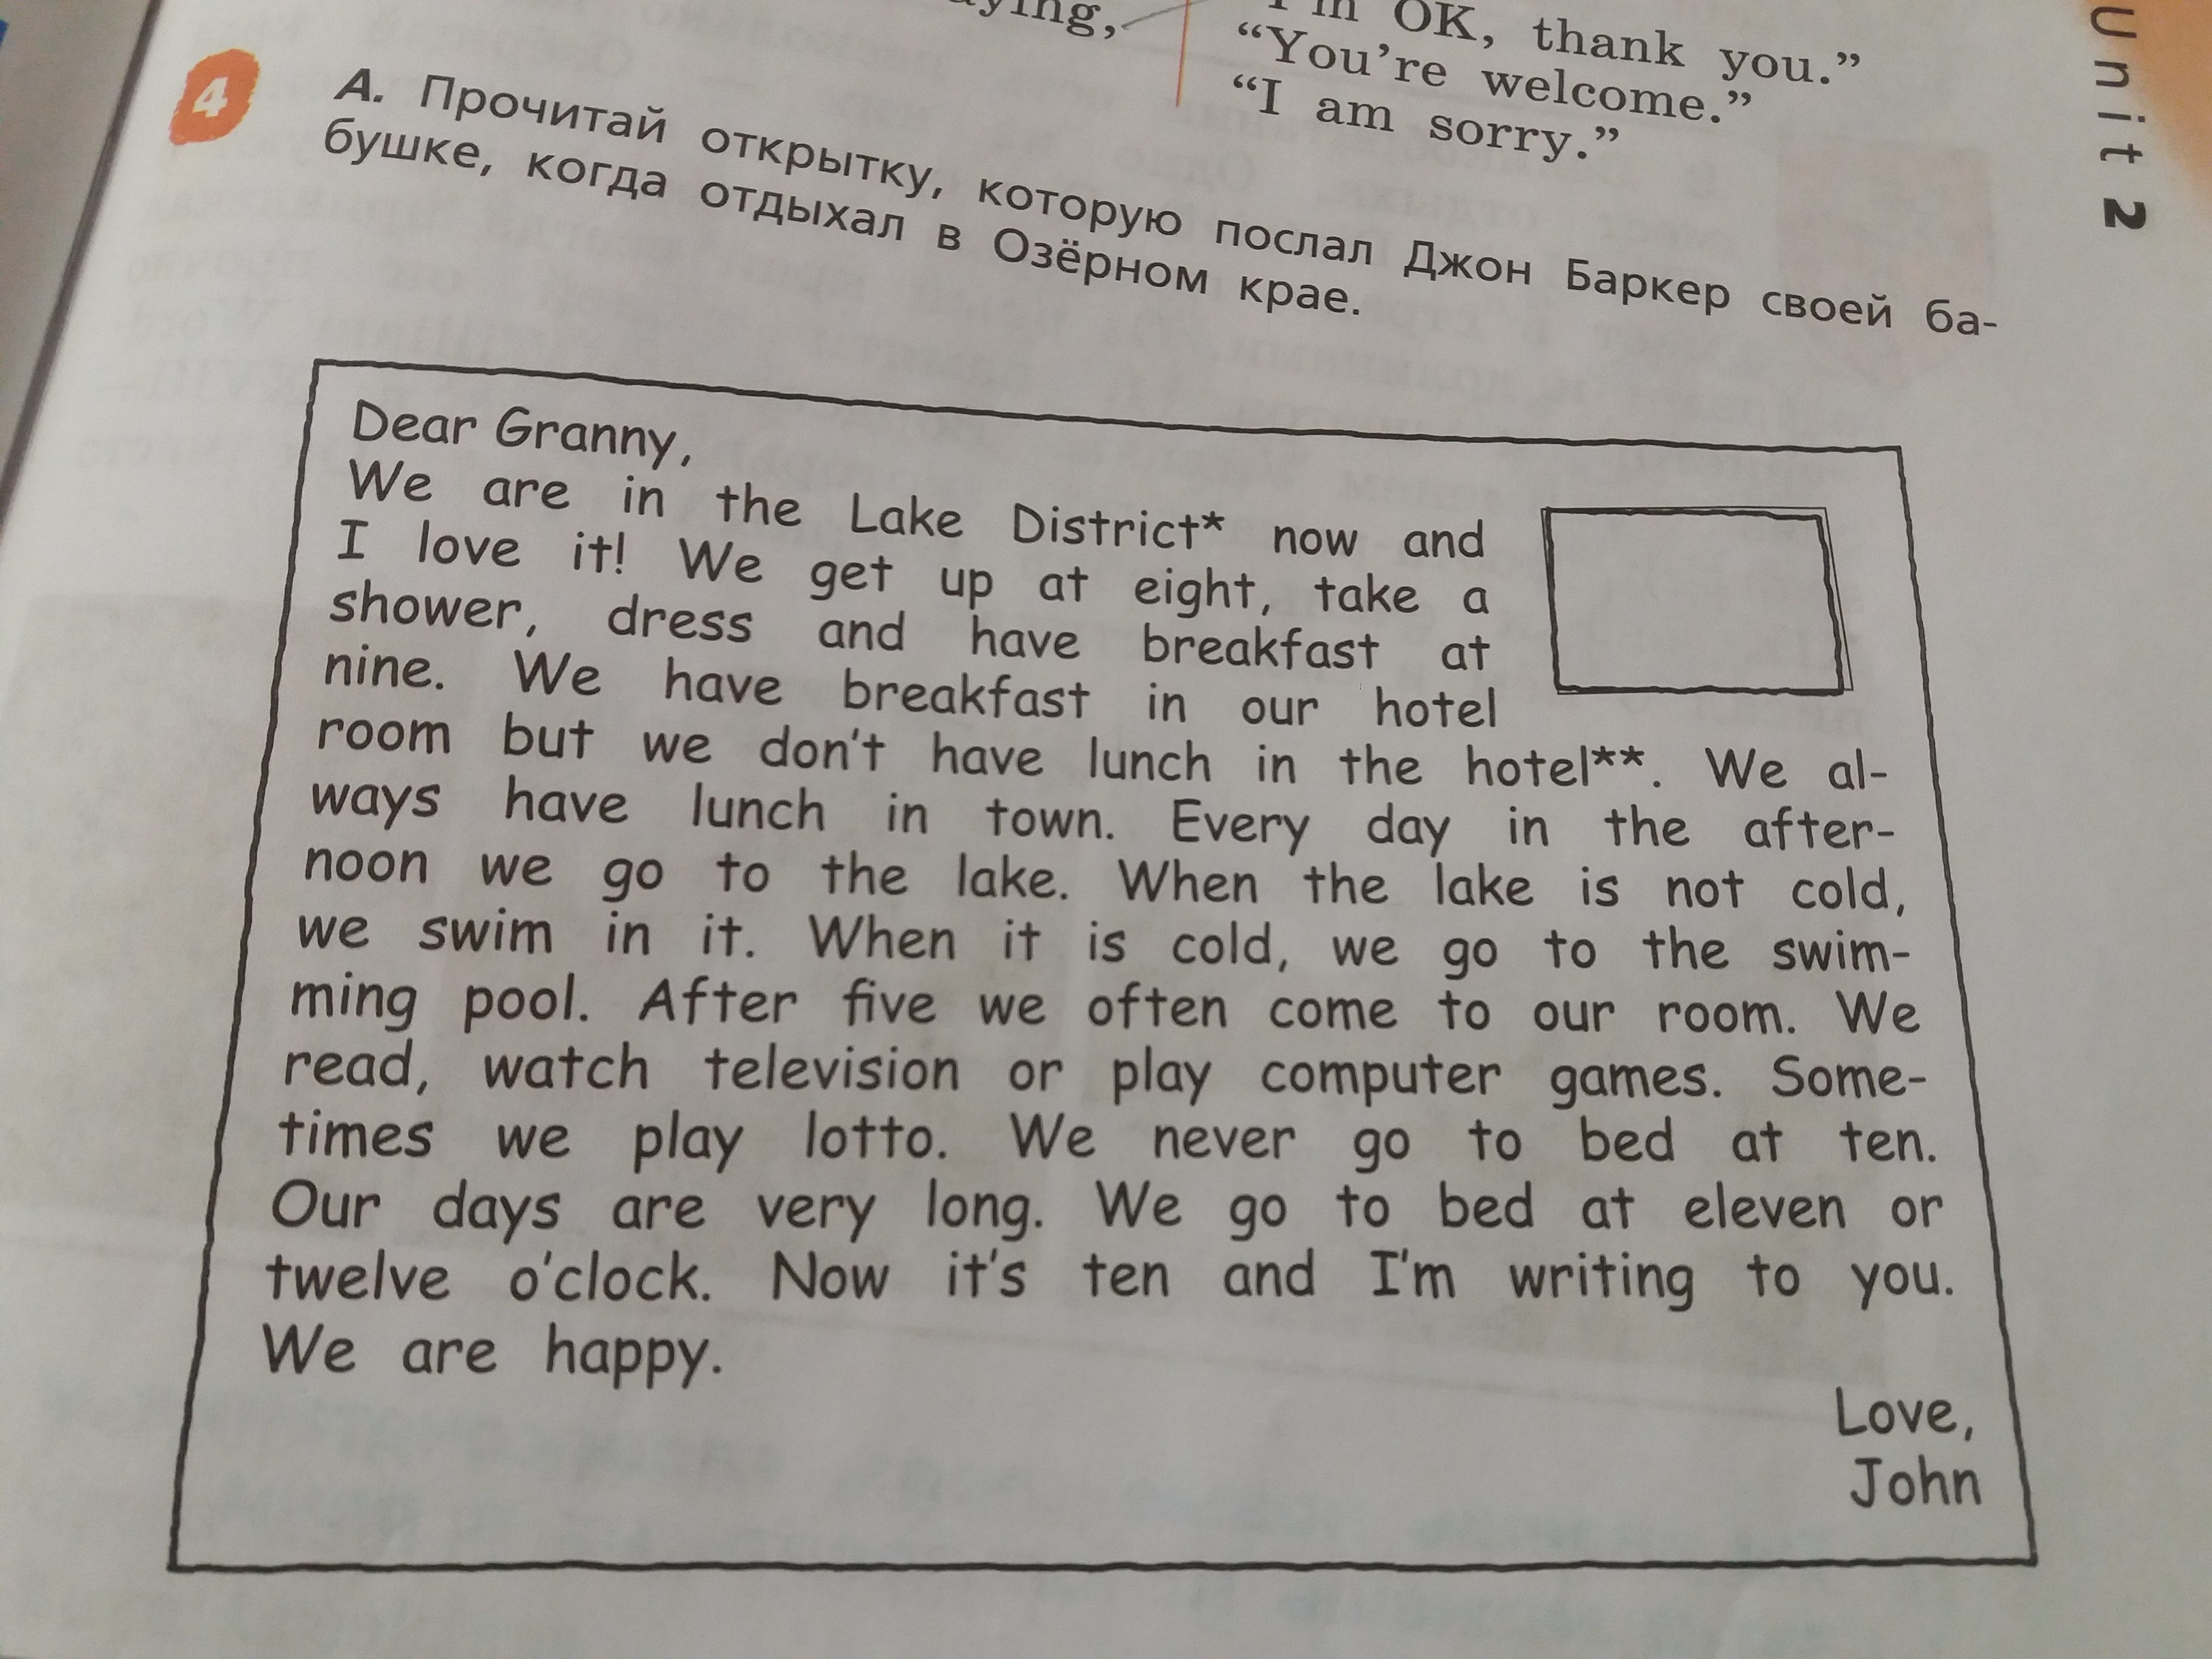 I'm OK, thank you."
"You're welcome."
"I am sorry."
Unit 2
4
А. Прочитай открытку, которую послал Джон Баркер своей ба-
бушке, когда отдыхал в Озёрном крае.
Dear Granny,
We are in the Lake District* now and
I love it! We get up at eight, take a
shower, dress and have breakfast at
nine. We have breakfast in our hotel
room but we don't have lunch in the hotel**. We al-
ways have lunch in town. Every day in the after-
noon we go to the lake. When the lake is not cold,
we swim in it. When it is cold, we go to the swim-
ming pool. After five we often come to our room. We
read, watch television or play computer games. Some-
times we play lotto. We never go to bed at ten.
Our days are very long. We go to bed at eleven or
twelve o'clock. Now it's ten and I'm writing to you.
We are happy.
Love,
John